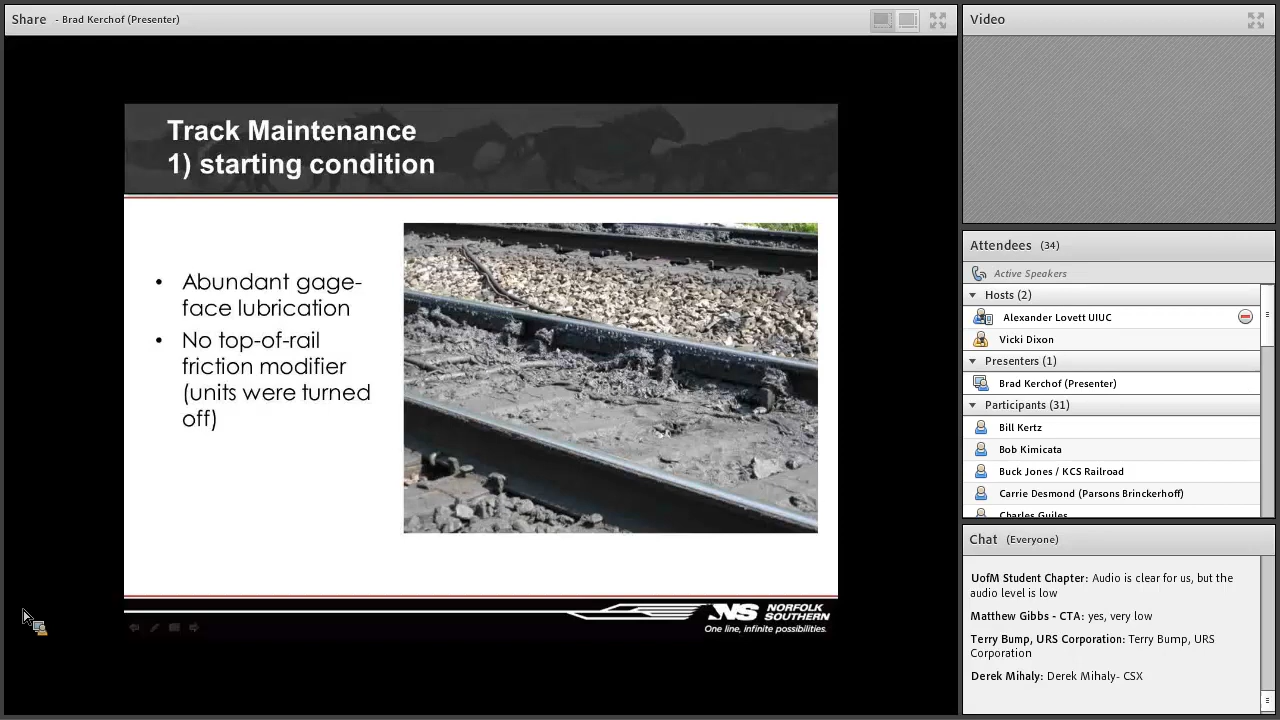 Share - Brad Kerchof (Presenter)
Track Maintenance
1) starting condition
• Abundant gage-
face lubrication
• No top-of-rail
friction modifier
(units were turned
off)
NS NORFOLK
SOUTHERN
One line, infinite possibilities.
Video
Attendees (34)
Active Speakers
Hosts (2)
Alexander Lovett UIUC
Vicki Dixon
Presenters (1)
Brad Kerchof (Presenter)
Participants (31)
Bill Kertz
Bob Kimicata
Buck Jones / KCS Railroad
Carrie Desmond (Parsons Brinckerhoff)
Charles Guiles
Chat (Everyone)
UofM Student Chapter: Audio is clear for us, but the
audio level is low
Matthew Gibbs - CTA: yes, very low
Terry Bump, URS Corporation: Terry Bump, URS
Corporation
Derek Mihaly: Derek Mihaly- CSX